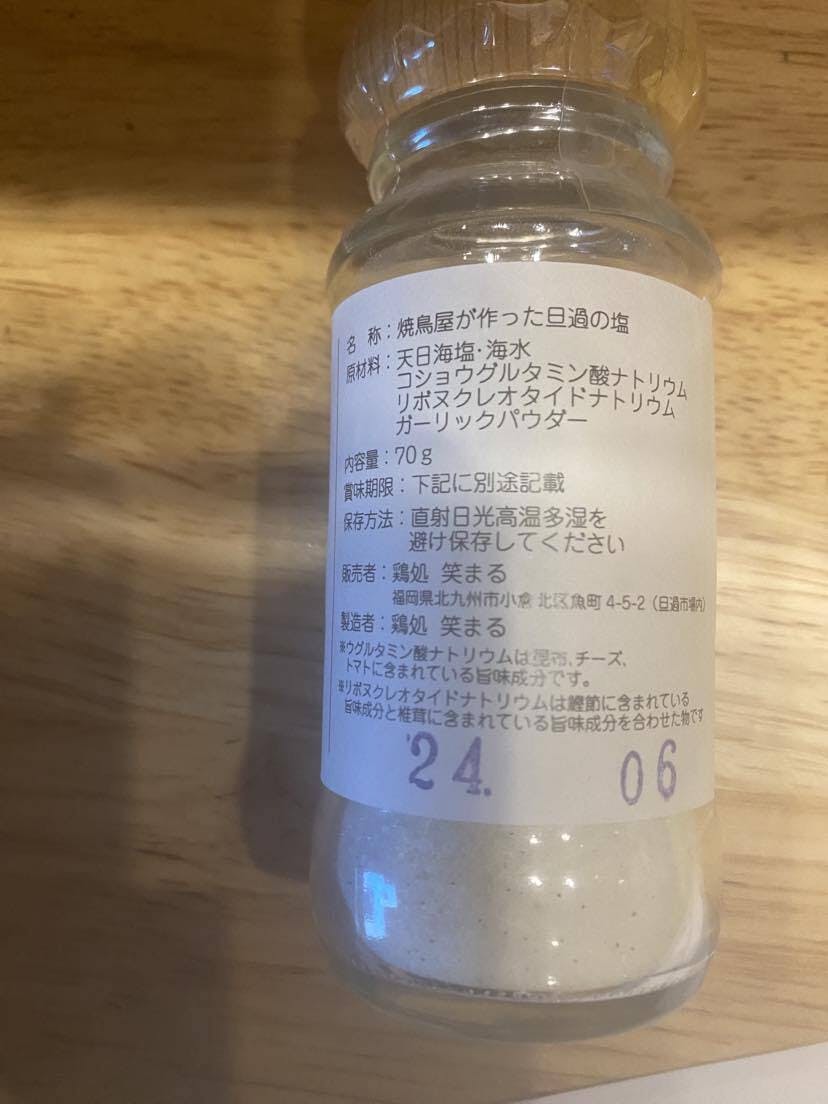 名 称：焼鳥屋が作った旦過の塩
原材料：天日海塩･海水
コショウグルタミン酸ナトリウム
リボヌクレオタイドナトリウム
ガーリックパウダー
内容量：70g
賞味期限：下記に別途記載
保存方法：直射日光高温多湿を
避け保存してください
販売者：鶏処 笑まる
福岡県北九州市小倉北区魚町4-5-2（旦過市場内）
製造者：鶏処 笑まる
※ウグルタミン酸ナトリウムは昆布､チーズ､
トマトに含まれている旨味成分です。
※リボヌクレオタイドナトリウムは鰹節に含まれている
旨味成分と椎茸に含まれている旨味成分を合わせた物です
'24. 06